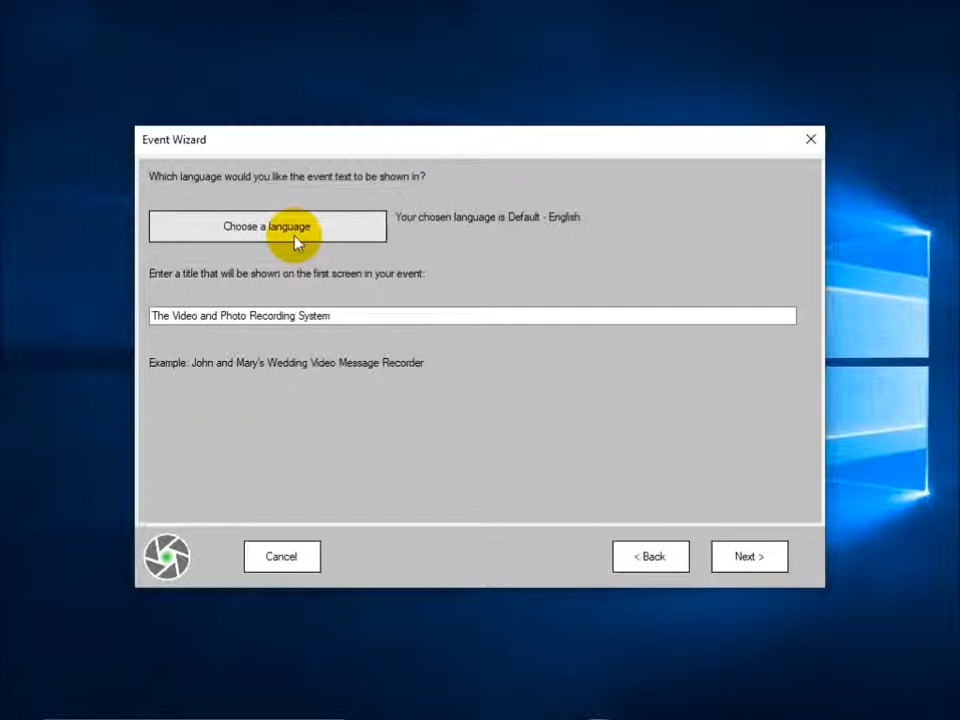 Event Wizard
Which language would you like the event text to be shown in?
Choose a language
Your chosen language is Default - English
Enter a title that will be shown on the first screen in your event:
The Video and Photo Recording System
Example: John and Mary's Wedding Video Message Recorder
Cancel
< Back
Next >